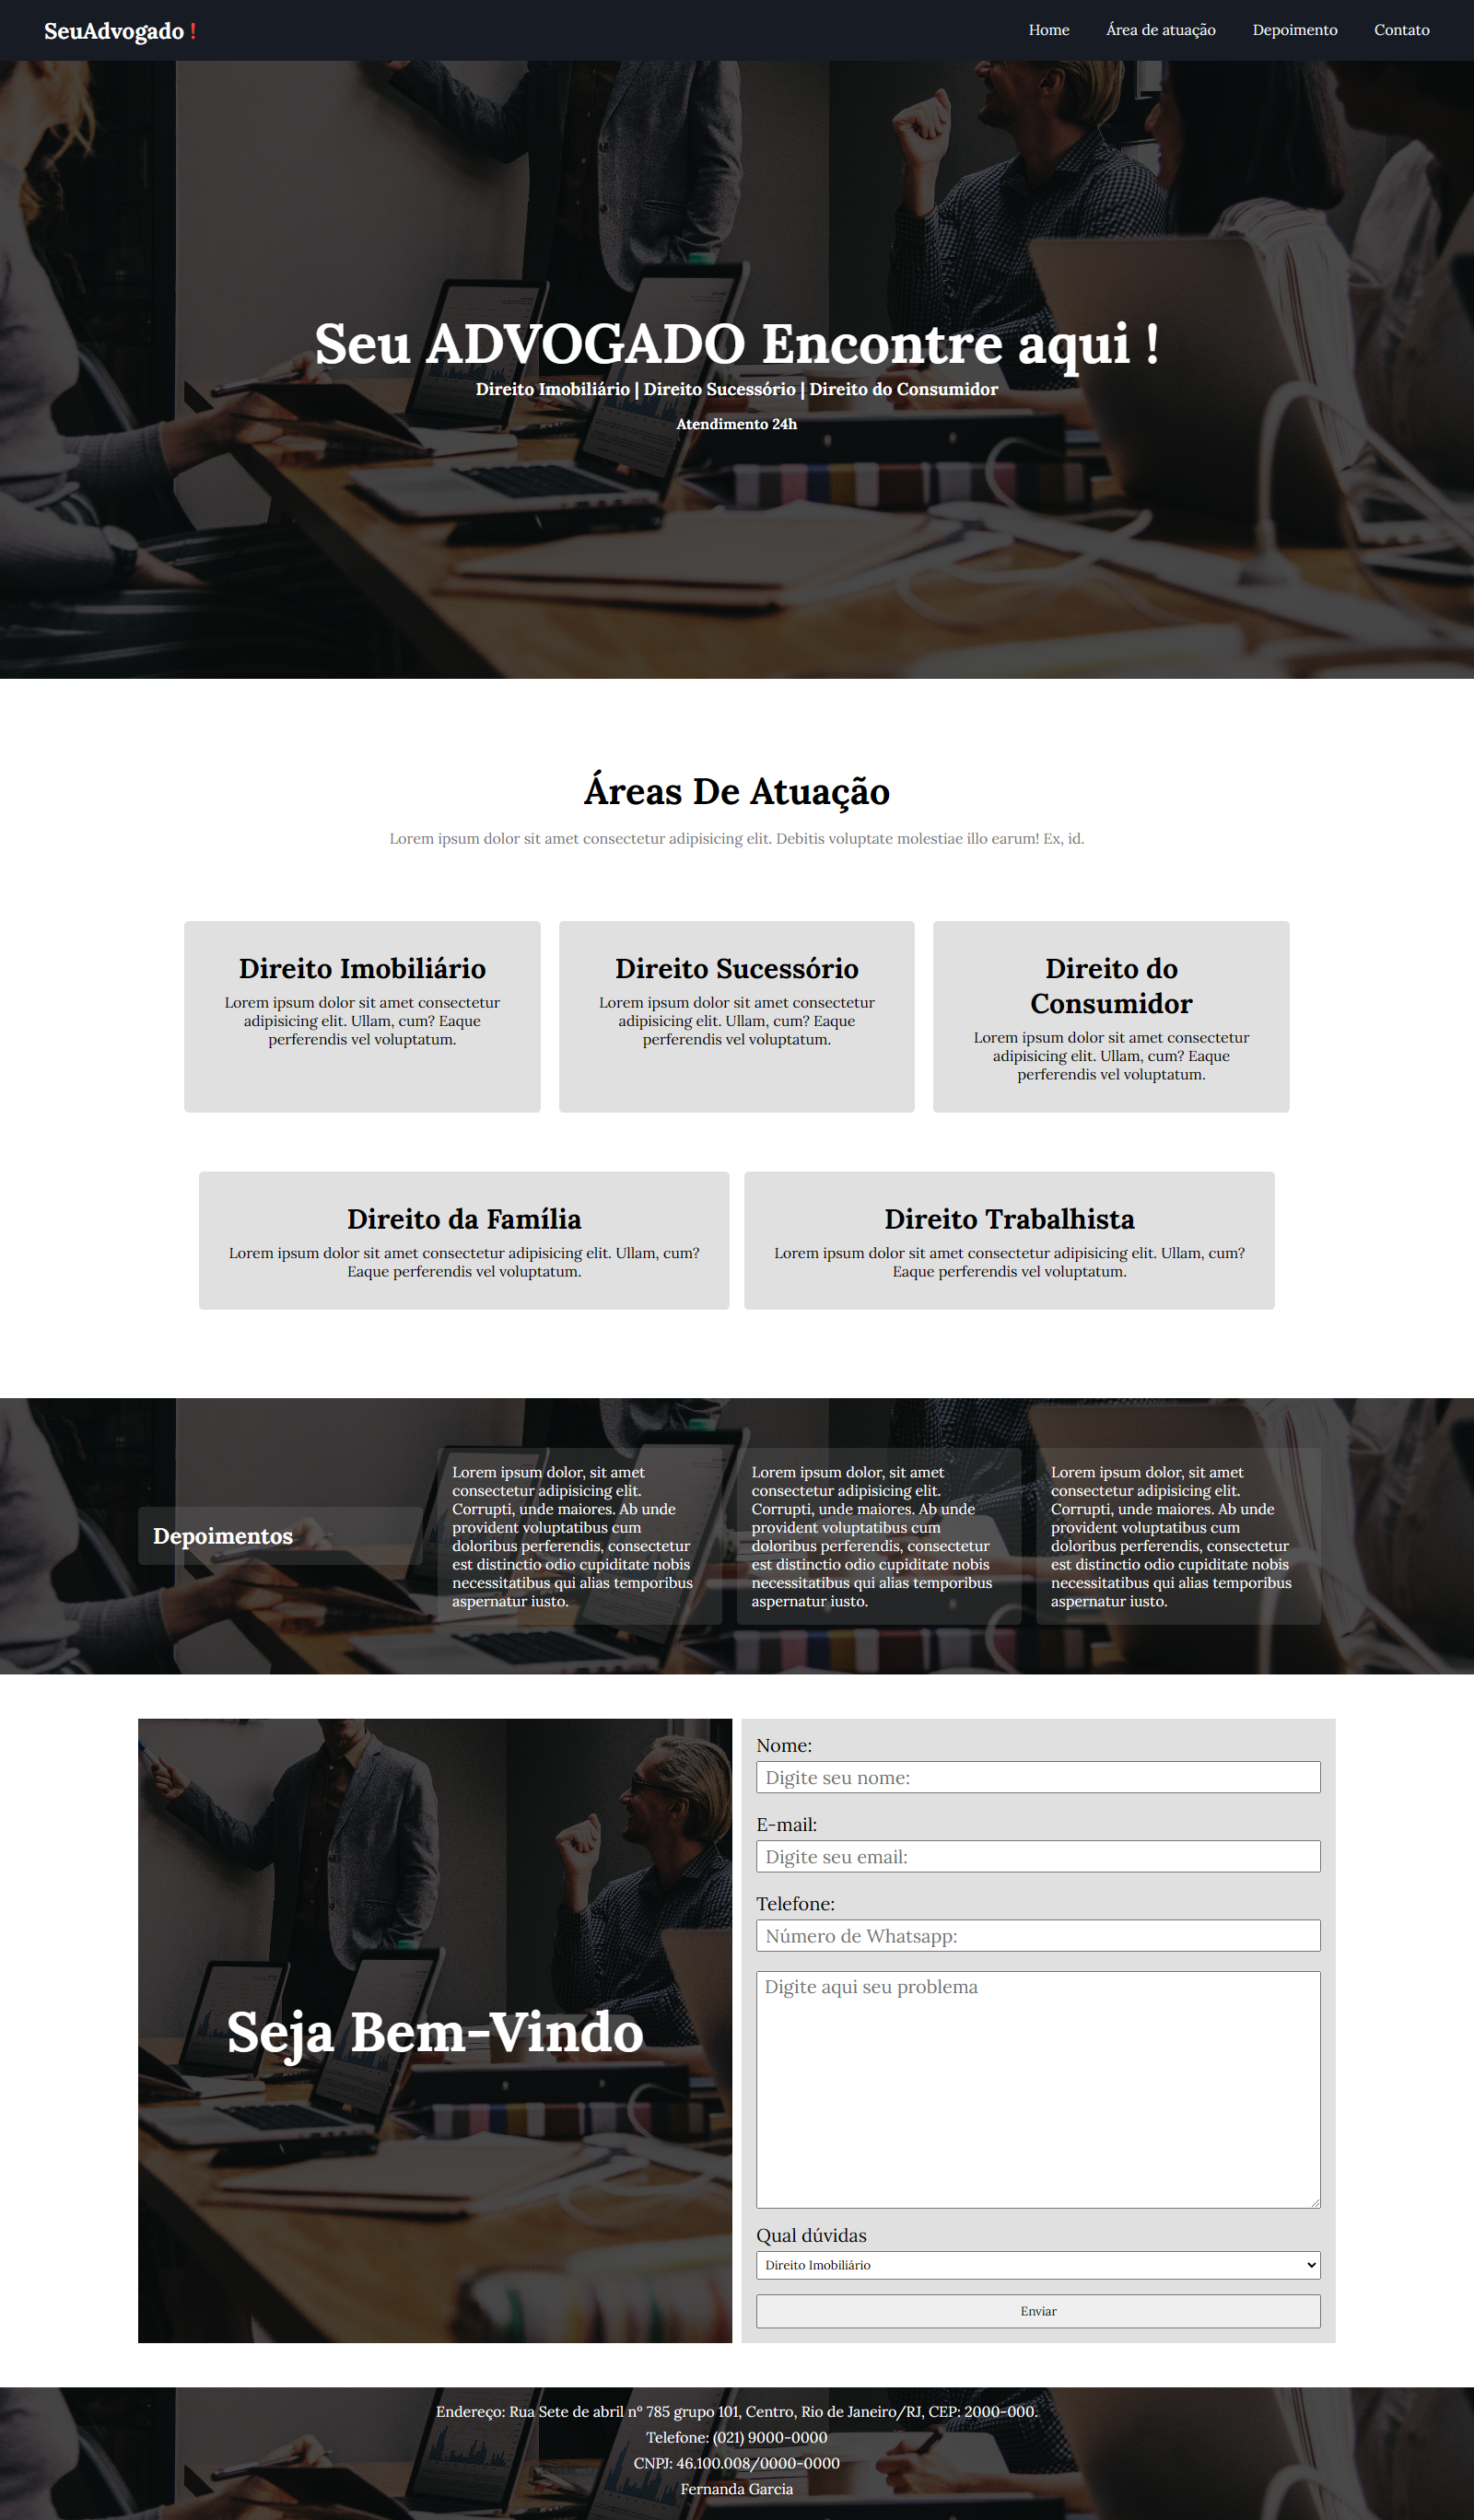 SeuAdvogado !
Home
Área de atuação
Depoimento
Contato
Seu ADVOGADO Encontre aqui !
Direito Imobiliário | Direito Sucessório | Direito do Consumidor
Atendimento 24h
Áreas De Atuação
Lorem ipsum dolor sit amet consectetur adipisicing elit. Debitis voluptate molestiae illo earum! Ex, id.
Direito Imobiliário
Lorem ipsum dolor sit amet consectetur
adipisicing elit. Ullam, cum? Eaque
perferendis vel voluptatum.
Direito Sucessório
Lorem ipsum dolor sit amet consectetur
adipisicing elit. Ullam, cum? Eaque
perferendis vel voluptatum.
Direito do
Consumidor
Lorem ipsum dolor sit amet consectetur
adipisicing elit. Ullam, cum? Eaque
perferendis vel voluptatum.
Direito da Família
Lorem ipsum dolor sit amet consectetur adipisicing elit. Ullam, cum?
Eaque perferendis vel voluptatum.
Direito Trabalhista
Lorem ipsum dolor sit amet consectetur adipisicing elit. Ullam, cum?
Eaque perferendis vel voluptatum.
Depoimentos
Lorem ipsum dolor, sit amet
consectetur adipisicing elit.
Corrupti, unde maiores. Ab unde
provident voluptatibus cum
doloribus perferendis, consectetur
est distinctio odio cupiditate nobis
necessitatibus qui alias temporibus
aspernatur iusto.
Lorem ipsum dolor, sit amet
consectetur adipisicing elit.
Corrupti, unde maiores. Ab unde
provident voluptatibus cum
doloribus perferendis, consectetur
est distinctio odio cupiditate nobis
necessitatibus qui alias temporibus
aspernatur iusto.
Lorem ipsum dolor, sit amet
consectetur adipisicing elit.
Corrupti, unde maiores. Ab unde
provident voluptatibus cum
doloribus perferendis, consectetur
est distinctio odio cupiditate nobis
necessitatibus qui alias temporibus
aspernatur iusto.
Seja Bem-Vindo
Nome:
Digite seu nome:
E-mail:
Digite seu email:
Telefone:
Número de Whatsapp:
Digite aqui seu problema
Qual dúvidas
Direito Imobiliário
Enviar
Endereço: Rua Sete de abril nº 785 grupo 101, Centro, Rio de Janeiro/RJ, CEP: 2000-000.
Telefone: (021) 9000-0000
CNPJ: 46.100.008/0000-0000
Fernanda Garcia